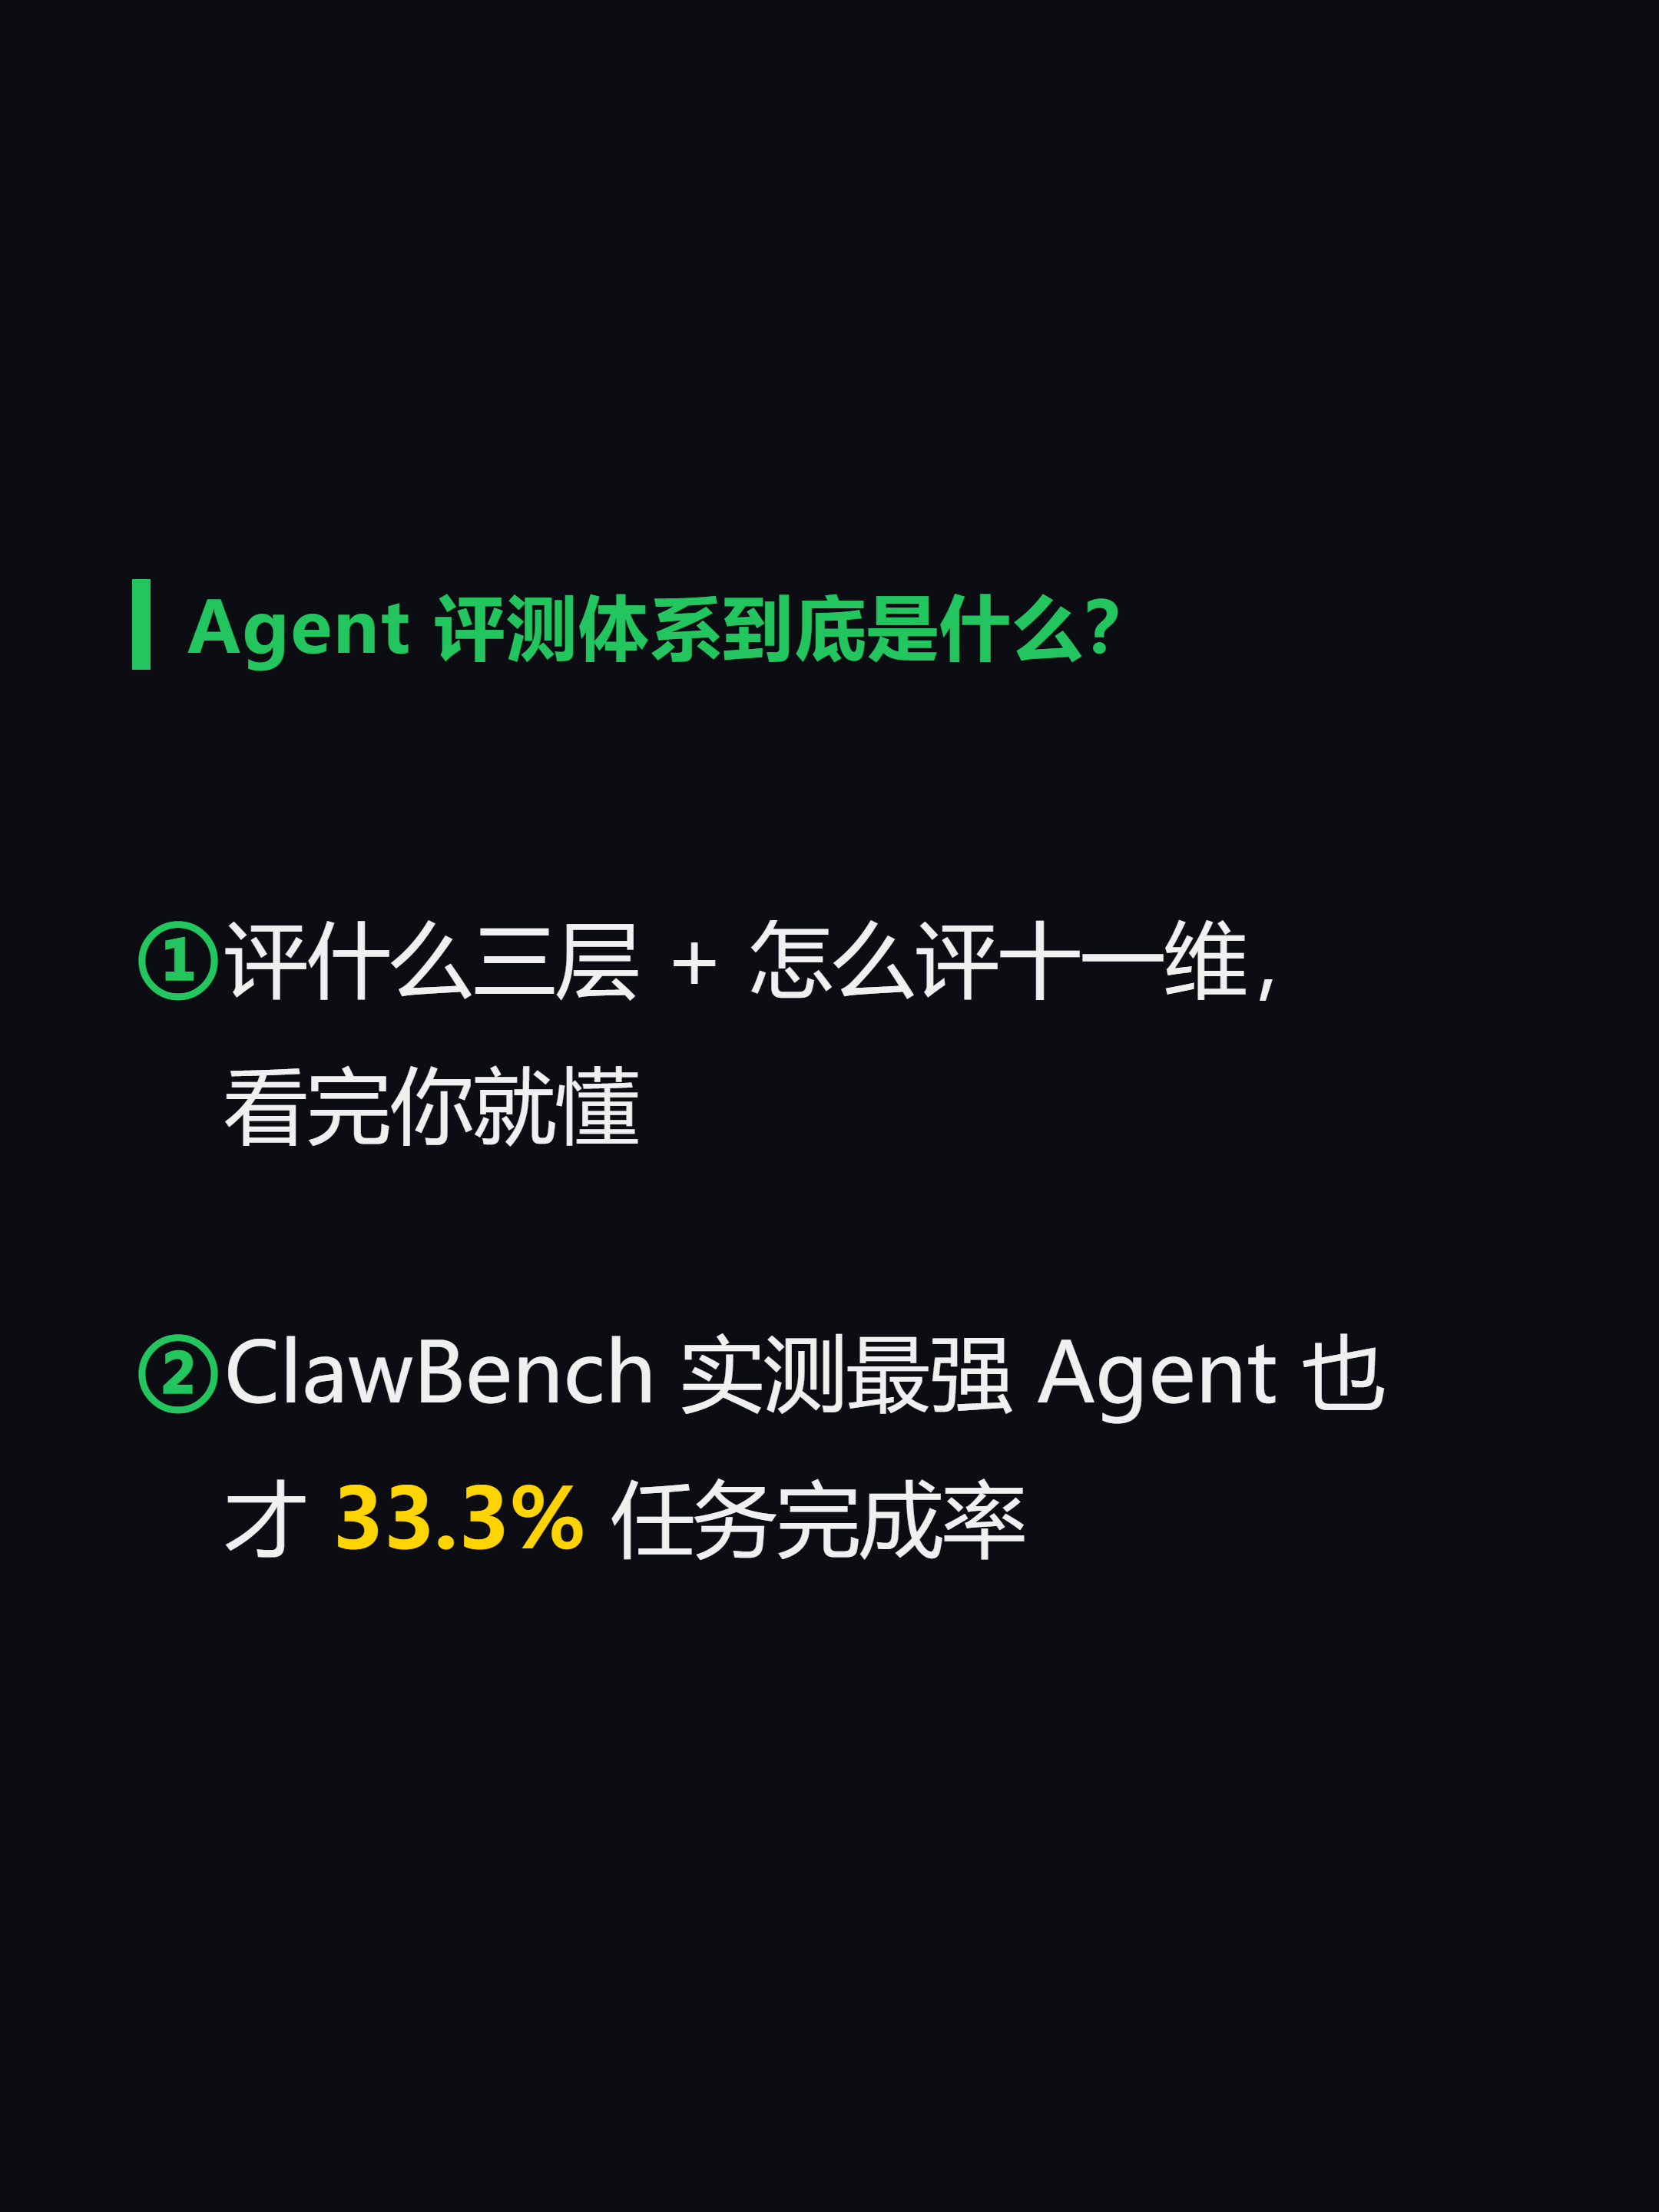 Agent 评测体系到底是什么?
①评什么三层 + 怎么评十一维,
看完你就懂
②ClawBench 实测最强 Agent 也
才 33.3% 任务完成率